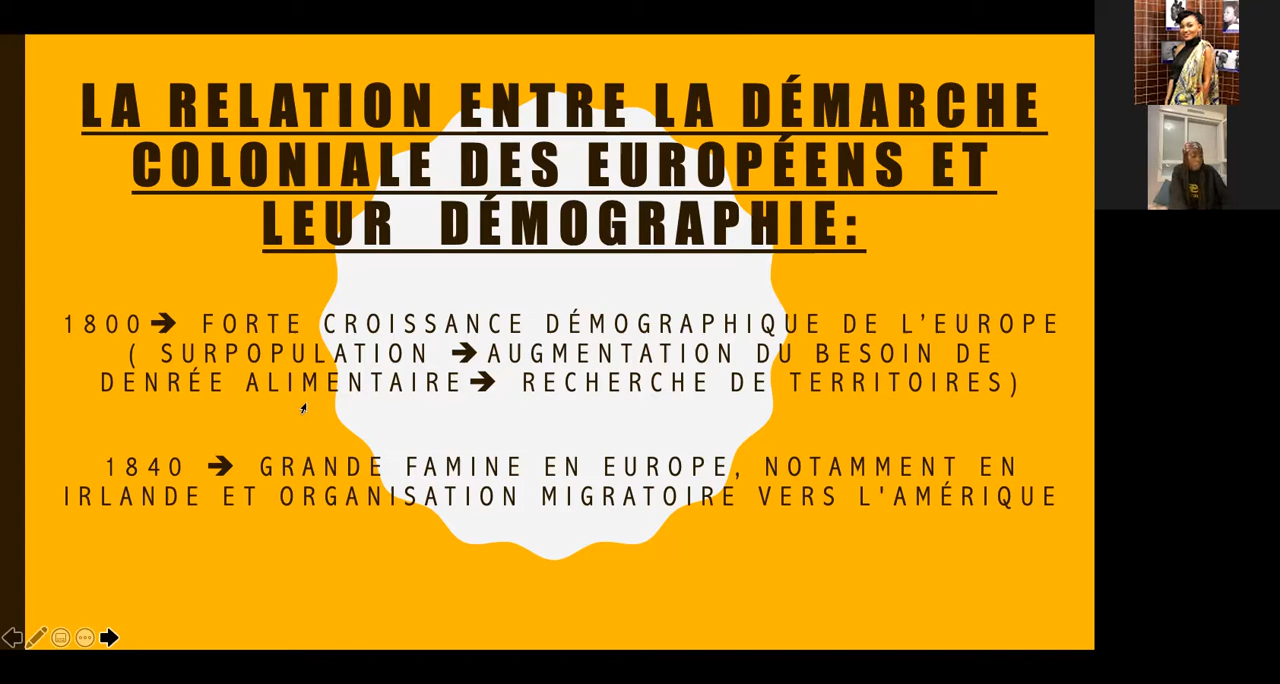 LA RELATION ENTRE LA DÉMARCHE
COLONIALE DES EUROPÉENS ET
LEUR DÉMOGRAPHIE:
1800➔ FORTE CROISSANCE DÉMOGRAPHIQUE DE L’EUROPE
( SURPOPULATION ➔AUGMENTATION DU BESOIN DE
DENRÉE ALIMENTAIRE➔ RECHERCHE DE TERRITOIRES)
1840 ➔ GRANDE FAMINE EN EUROPE, NOTAMMENT EN
IRLANDE ET ORGANISATION MIGRATOIRE VERS L'AMÉRIQUE